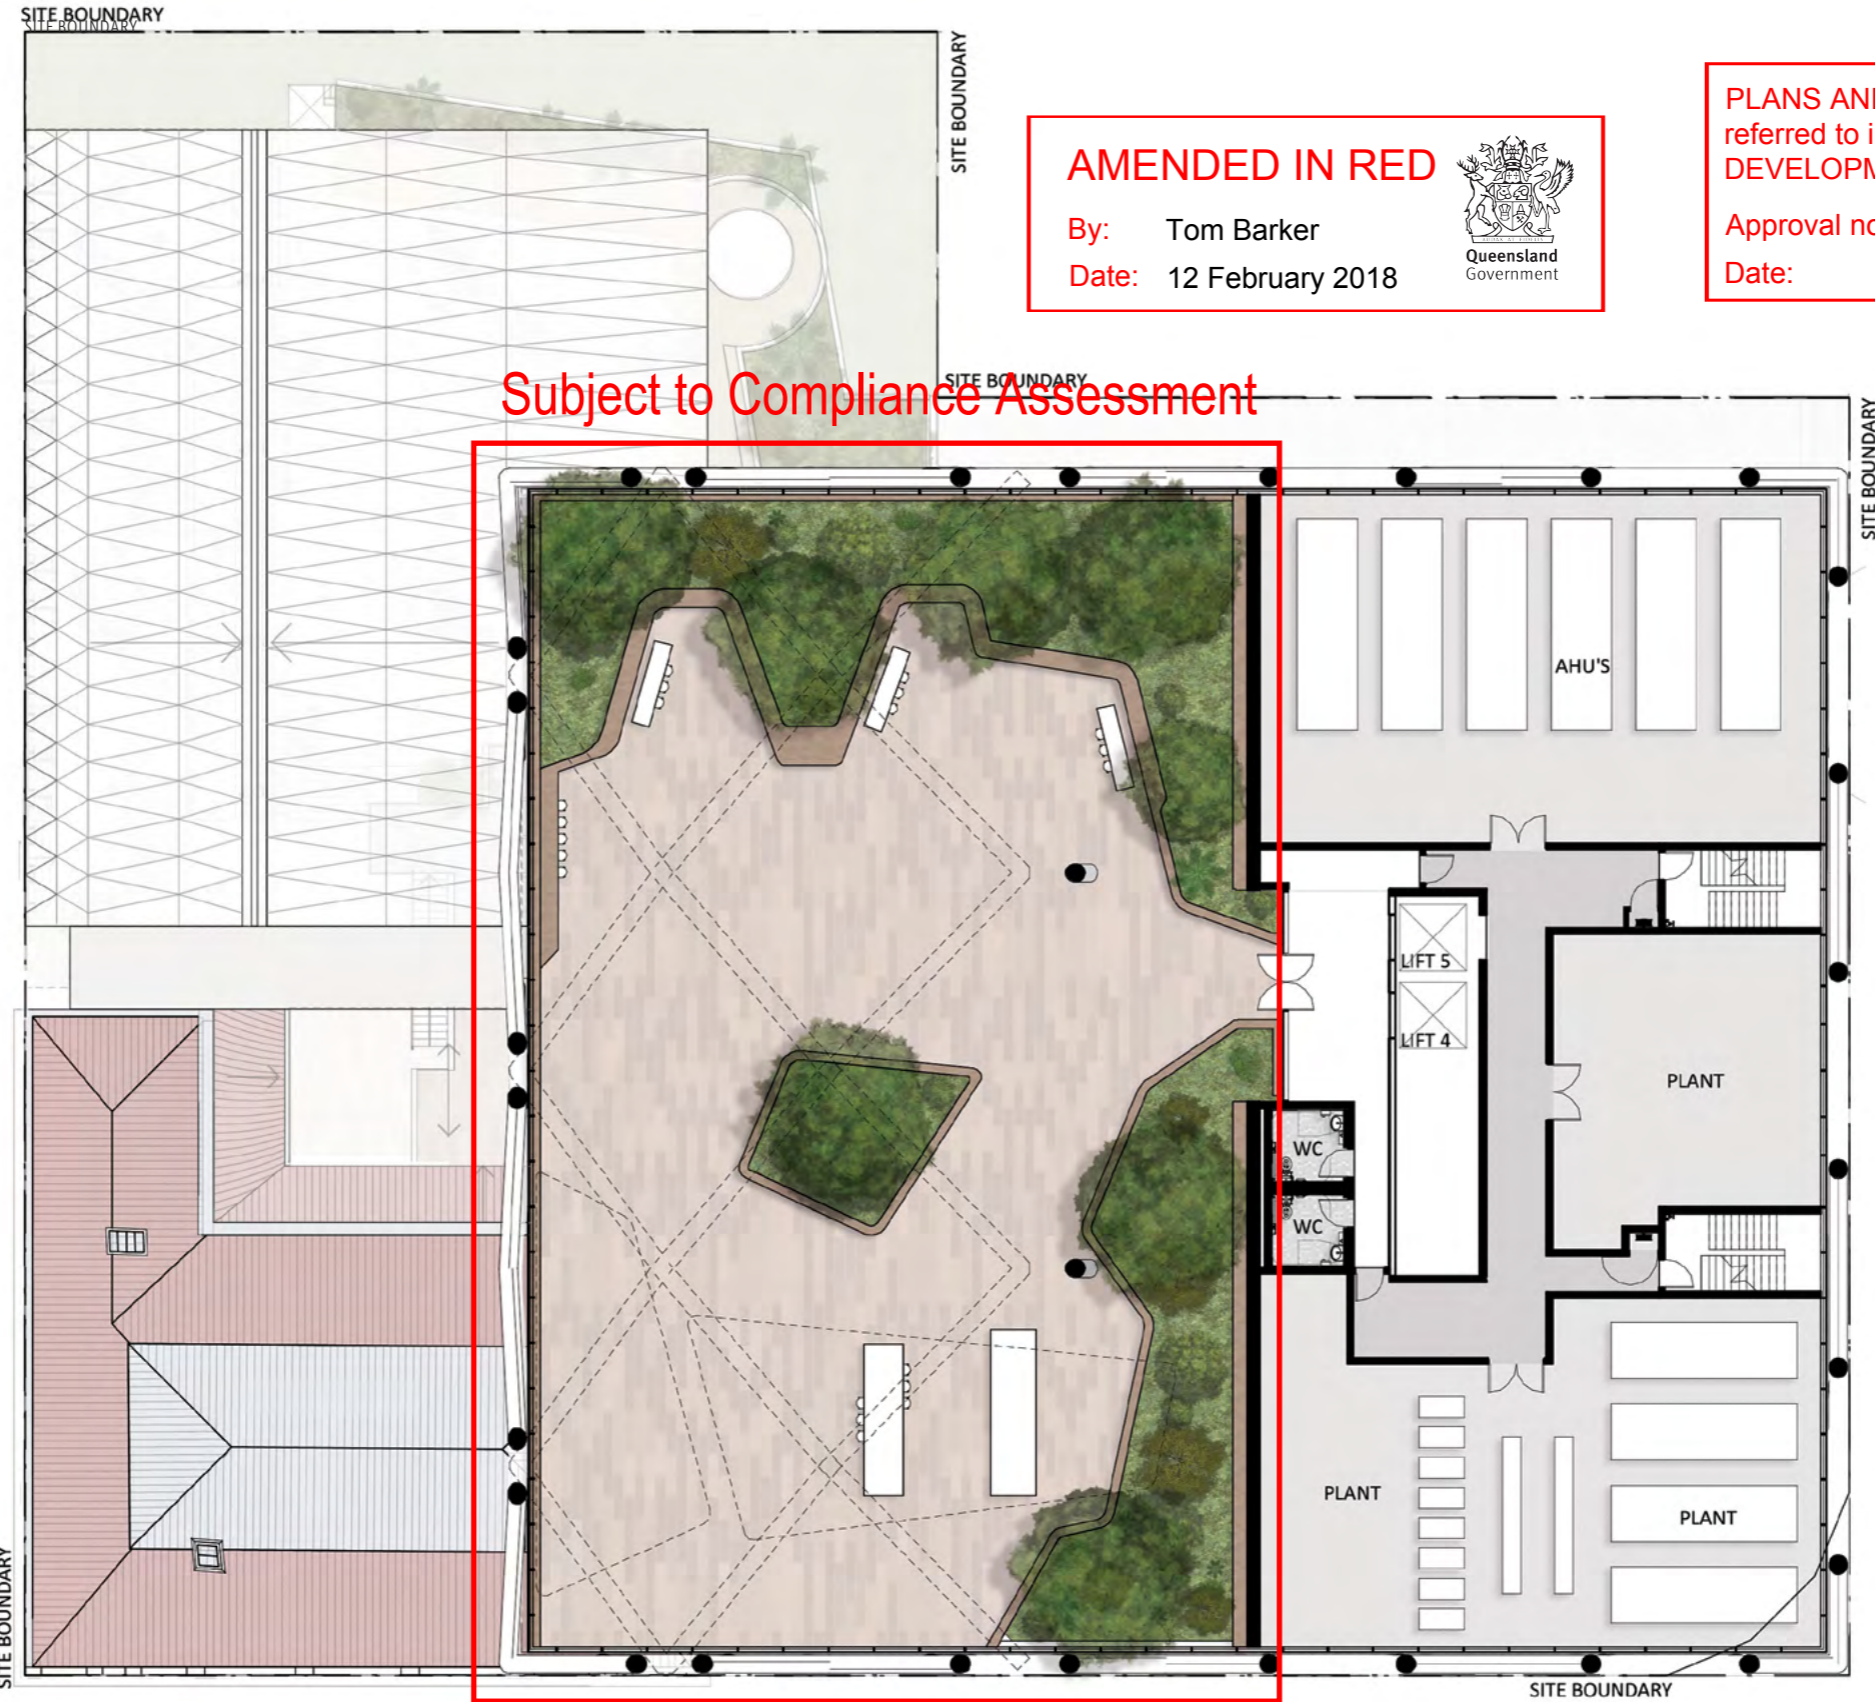 SITE BOUNDARY
SITE BOUNDARY
SITE BOUNDARY
AMENDED IN RED
By: Tom Barker
Date: 12 February 2018
Queensland
Government
PLANS AN
referred to i
DEVELOPM
Approval no
Date:
Subject to Compliance Assessment
SITE BOUNDARY
SITE BOUNDARY
AHU'S
LIFT 5
LIFT 4
PLANT
WC
WC
PLANT
PLANT
SITE BOUNDARY
SITE BOUNDARY